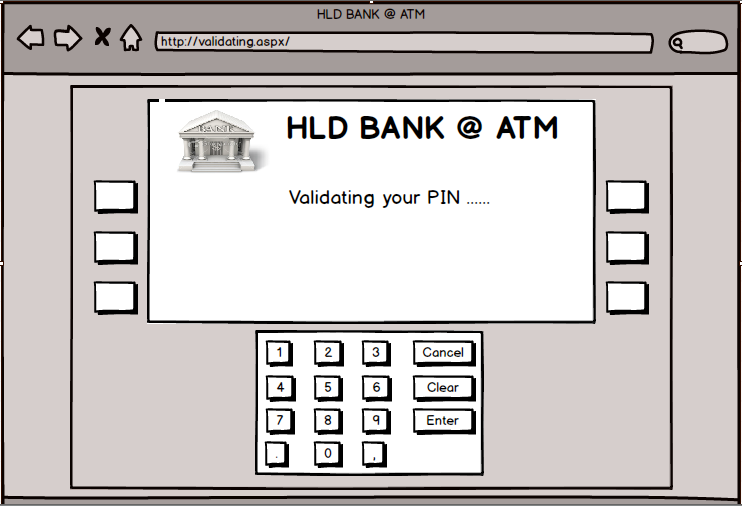 HLD BANK @ ATM
http://validating.aspx/
BANK
HLD BANK @ ATM
Validating your PIN ......
1 2 3 Cancel
4 5 6 Clear
7 8 9 Enter
. 0 ,